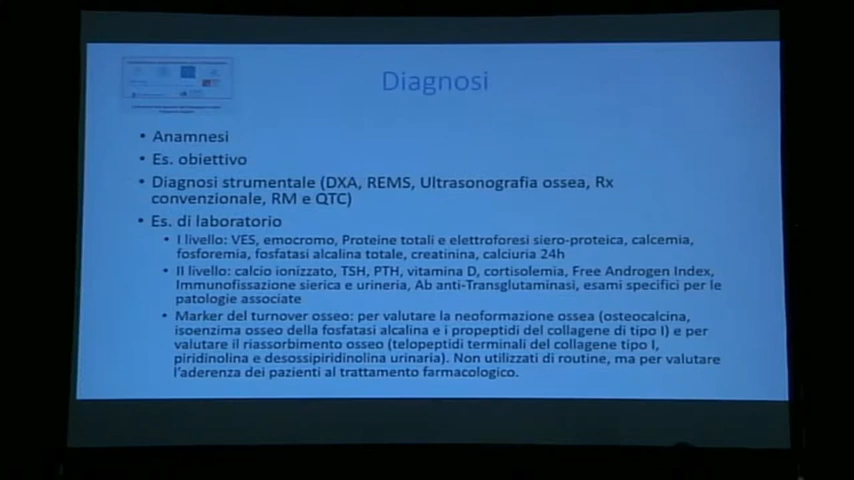 Diagnosi
• Anamnesi
• Es. obiettivo
• Diagnosi strumentale (DXA, REMS, Ultrasonografia ossea, Rx
convenzionale, RM e QTC)
• Es. di laboratorio
• I livello: VES, emocromo, Proteine totali e elettroforesi siero-proteica, calcemia,
fosforemia, fosfatasi alcalina totale, creatinina, calciuria 24h
• II livello: calcio ionizzato, TSH, PTH, vitamina D, cortisolemia, Free Androgen Index,
Immunofissazione sierica e urineria, Ab anti-Transglutaminasi, esami specifici per le
patologie associate
• Marker del turnover osseo: per valutare la neoformazione ossea (osteocalcina,
isoenzima osseo della fosfatasi alcalina e i propeptidi del collagene di tipo I) e per
valutare il riassorbimento osseo (telopeptidi terminali del collagene tipo I,
piridinolina e desossipiridinolina urinaria). Non utilizzati di routine, ma per valutare
l'aderenza dei pazienti al trattamento farmacologico.